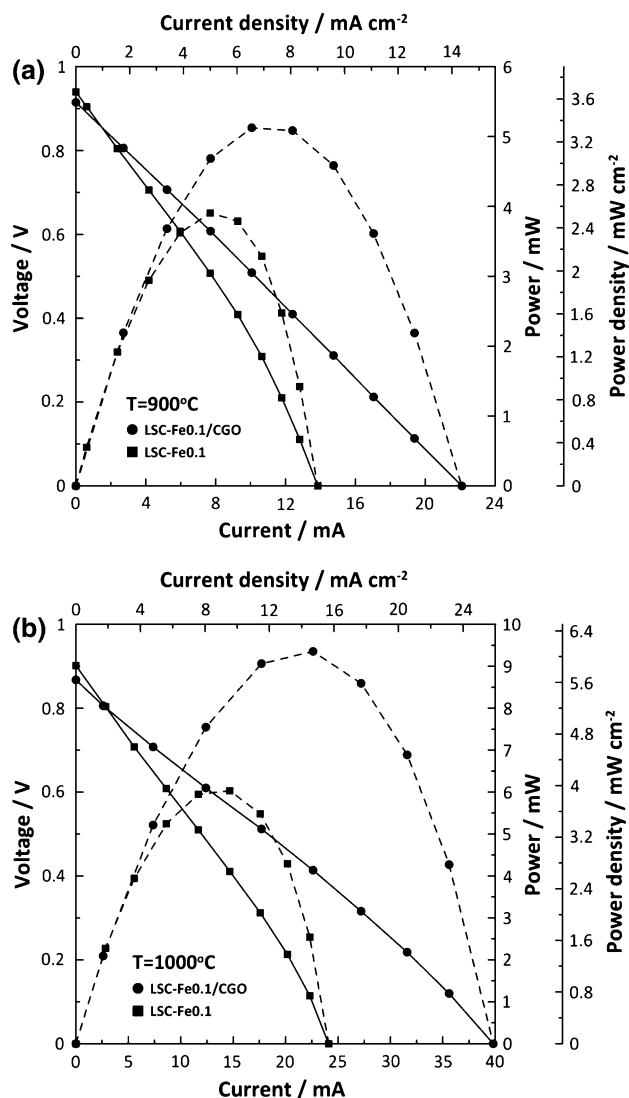 Current density / mA cm-2
0 2 4 6 8 10 12 14
(a)
1 0.8 0.6 0.4 0.2 0
Voltage / V
6 5 4 3 2 1 0
Power / mW
3.6 3.2 2.8 2.4 2 1.6 1.2 0.8 0.4 0
Power density / mW cm-2
T=900oC
LSC-Fe0.1/CGO
LSC-Fe0.1
0 4 8 12 16 20 24
Current / mA
Current density / mA cm-2
0 4 8 12 16 20 24
(b)
1 0.8 0.6 0.4 0.2 0
Voltage / V
10 9 8 7 6 5 4 3 2 1 0
Power / mW
6.4 5.6 4.8 4 3.2 2.4 1.6 0.8 0
Power density / mW cm-2
T=1000oC
LSC-Fe0.1/CGO
LSC-Fe0.1
0 5 10 15 20 25 30 35 40
Current / mA